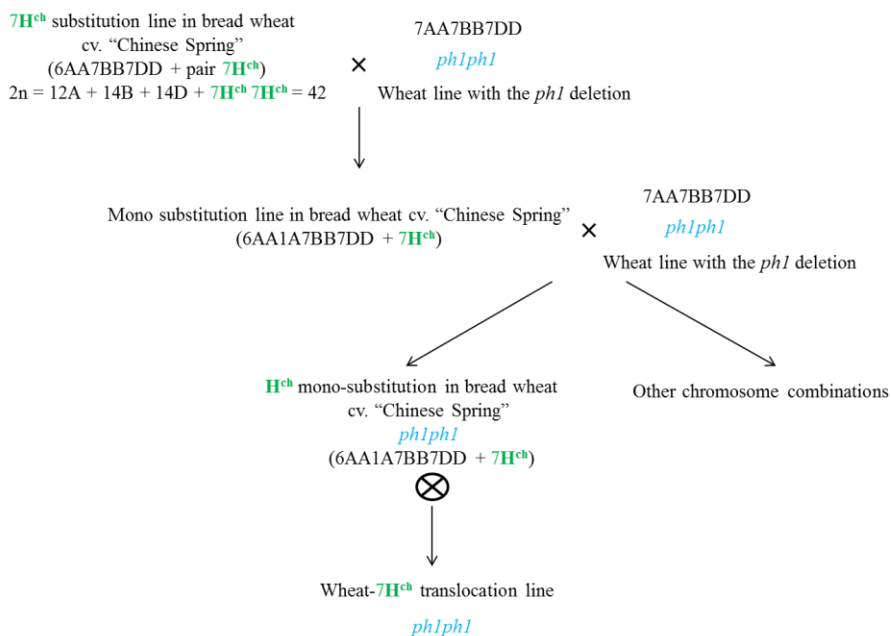 7Hᶜʰ substitution line in bread wheat
cv. “Chinese Spring”
(6AA7BB7DD + pair 7Hᶜʰ)
2n = 12A + 14B + 14D + 7Hᶜʰ 7Hᶜʰ = 42
×
7AA7BB7DD
ph1ph1
Wheat line with the ph1 deletion
Mono substitution line in bread wheat cv. “Chinese Spring”
(6AA1A7BB7DD + 7Hᶜʰ)
×
7AA7BB7DD
ph1ph1
Wheat line with the ph1 deletion
Hᶜʰ mono-substitution in bread wheat
cv. “Chinese Spring”
ph1ph1
(6AA1A7BB7DD + 7Hᶜʰ)
Other chromosome combinations
Wheat-7Hᶜʰ translocation line
ph1ph1